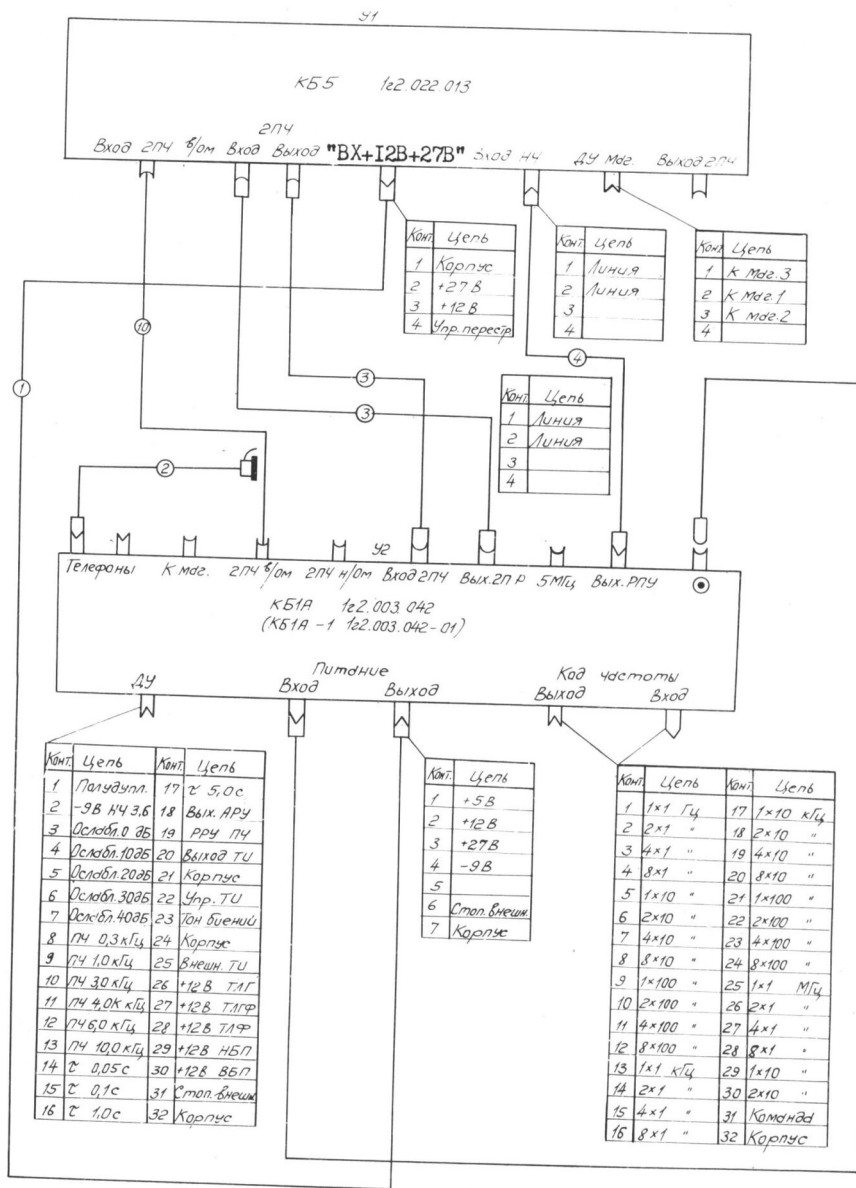 У1
КБ5 1г2.022.013
2ПЧ
Вход 2ПЧ в/ом Вход Выход "ВХ+I2В+27В" Вход НЧ ДУ Маг. Выход 2ПЧ
Конт. Цепь
1 Корпус
2 +27В
3 +12В
4 Упр. перестр.
Конт. Цепь
1 Линия
2 Линия
3
4
Конт. Цепь
1 К маг.3
2 К маг.1
3 К маг.2
4
10
1
3
3
4
2
Конт. Цепь
1 Линия
2 Линия
3
4
У2
Телефоны К маг. 2ПЧ в/ом 2ПЧ н/ом Вход 2ПЧ Вых.2П Р 5МГц Вых.РПУ
КБ1А 1г2.003.042
(КБ1А-1 1г2.003.042-01)
ДУ
Питание
Вход Выход
Код частоты
Выход Вход
Конт. Цепь Конт. Цепь
1 Полудупл. 17 τ 5,0с
2 -9В НЧ 3,6 18 Вых. АРУ
3 Ослабл.0 дБ 19 РРУ ПЧ
4 Ослабл.10дБ 20 Выход ТИ
5 Ослабл.20дБ 21 Корпус
6 Ослабл.30дБ 22 Упр. ТИ
7 Ослабл.40дБ 23 Тон биений
8 ПЧ 0,3 кГц 24 Корпус
9 ПЧ 1,0 кГц 25 Внешн. ТИ
10 ПЧ 3,0 кГц 26 +12В ТЛГ
11 ПЧ 4,0К кГц 27 +12В ТЛГФ
12 ПЧ 6,0 кГц 28 +12В ТЛФ
13 ПЧ 10,0 кГц 29 +12В НБП
14 τ 0,05с 30 +12В ВБП
15 τ 0,1с 31 Стоп. внешн.
16 τ 1,0с 32 Корпус
Конт. Цепь
1 +5В
2 +12В
3 +27В
4 -9В
5
6 Стоп. внешн.
7 Корпус
Конт. Цепь Конт. Цепь
1 1×1 Гц 17 1×10 кГц
2 2×1 " 18 2×10 "
3 4×1 " 19 4×10 "
4 8×1 " 20 8×10 "
5 1×10 " 21 1×100 "
6 2×10 " 22 2×100 "
7 4×10 " 23 4×100 "
8 8×10 " 24 8×100 "
9 1×100 " 25 1×1 МГц
10 2×100 " 26 2×1 "
11 4×100 " 27 4×1 "
12 8×100 " 28 8×1 "
13 1×1 кГц 29 1×10 "
14 2×1 " 30 2×10 "
15 4×1 " 31 Команда
16 8×1 " 32 Корпус